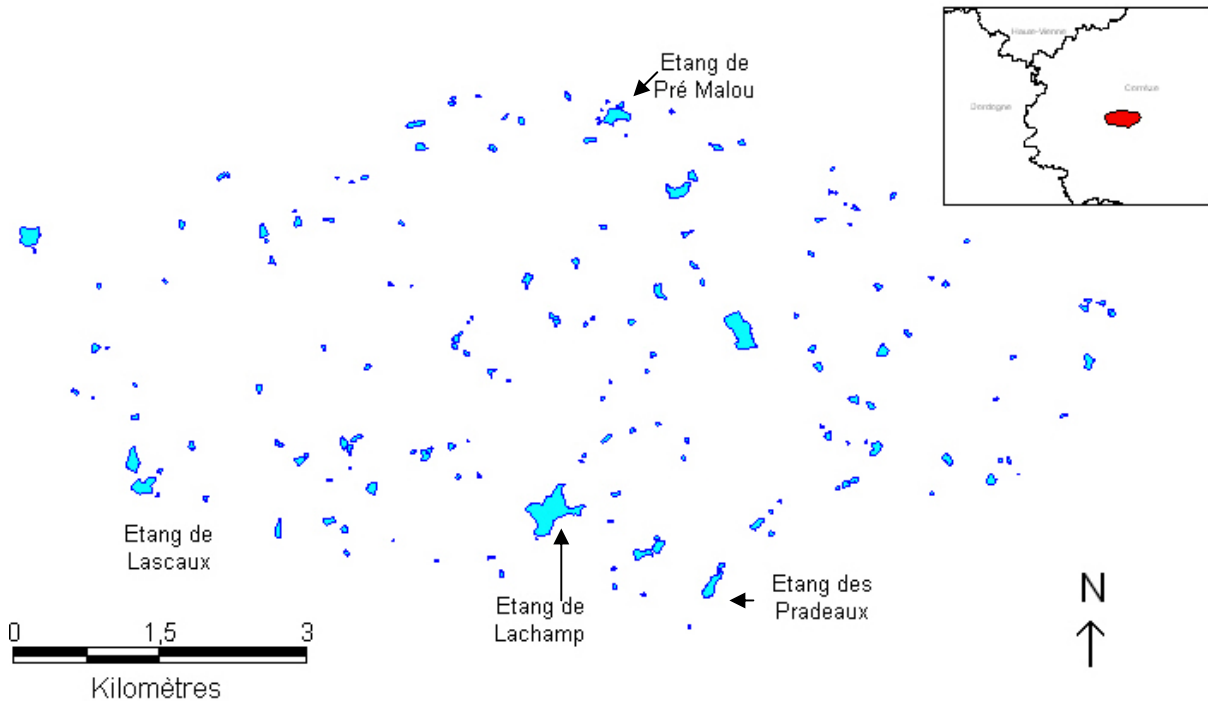 Haute-Vienne
Dordogne
Corrèze
Etang de
Pré Malou
Etang de
Lascaux
Etang de
Lachamp
Etang des
Pradeaux
N
0 1,5 3
Kilomètres